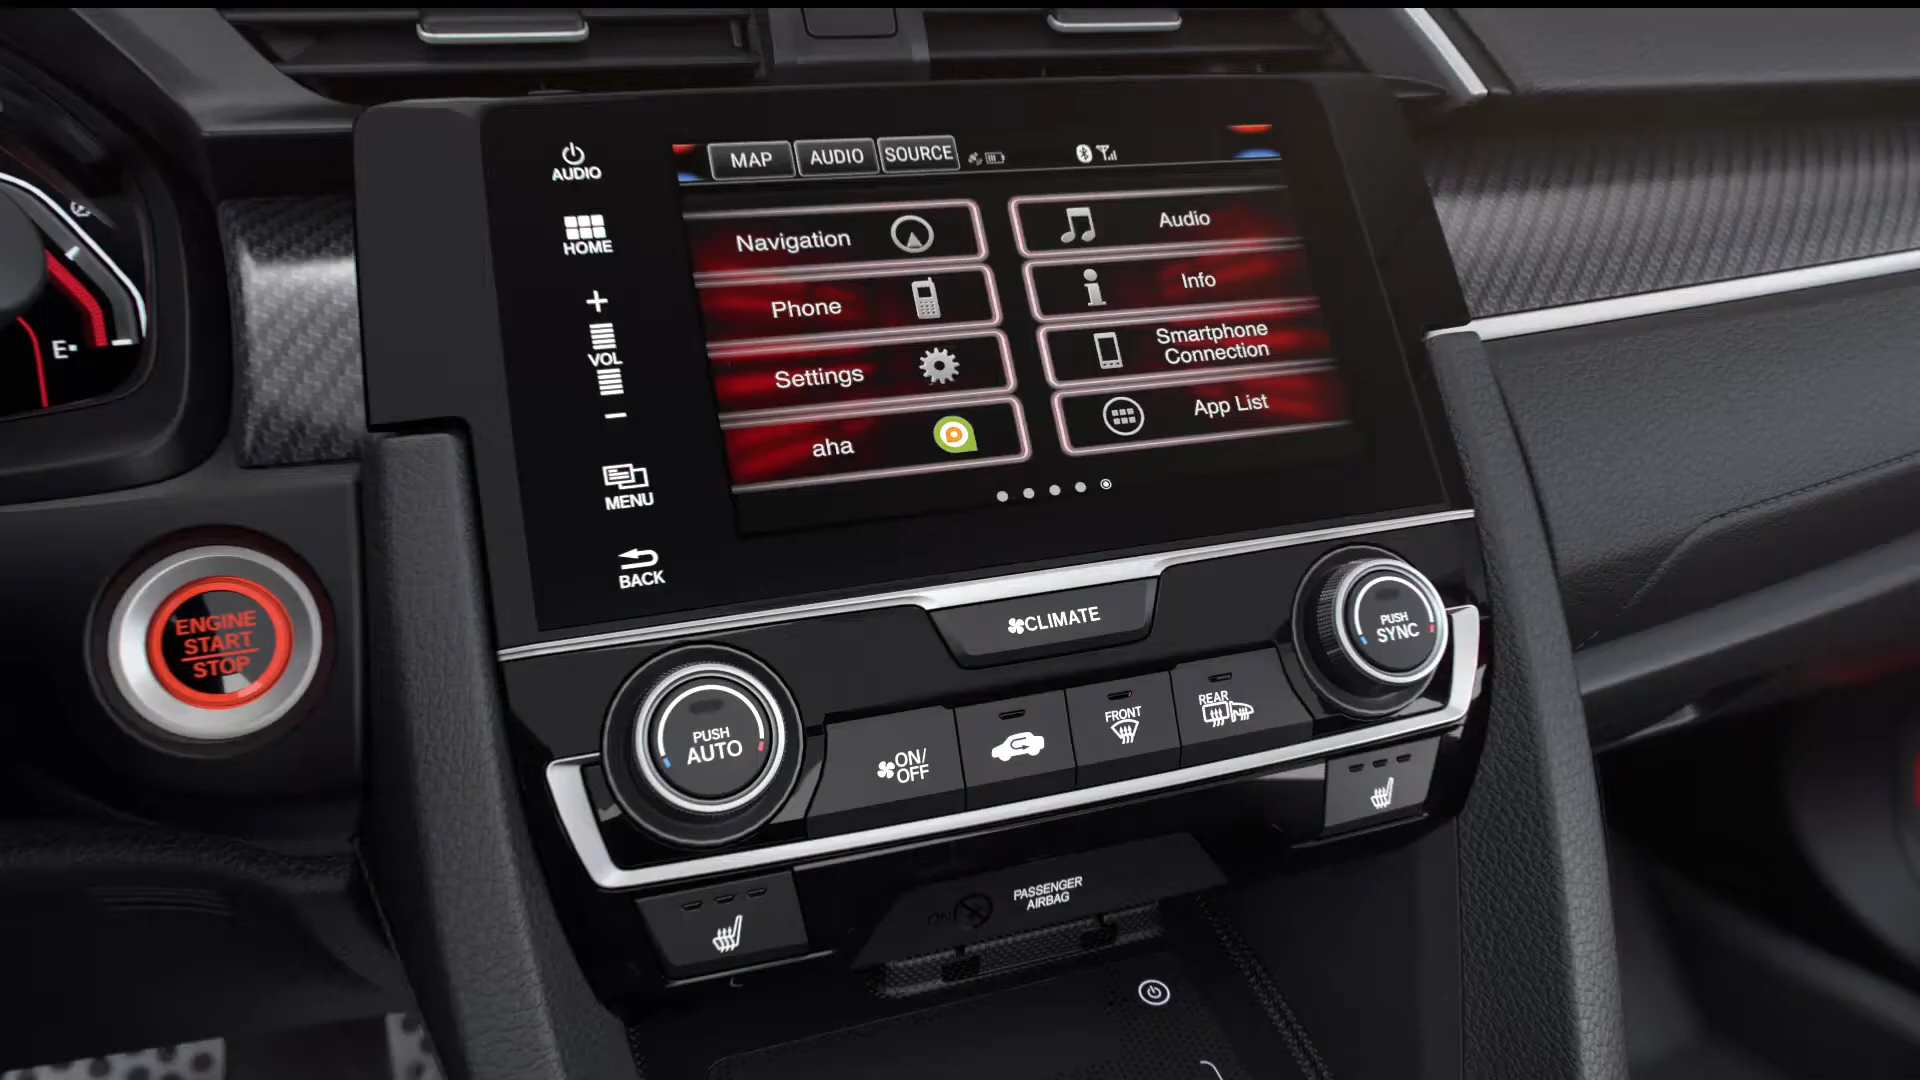 AUDIO
HOME
+
VOL
-
MENU
BACK
MAP
AUDIO
SOURCE
Navigation
Audio
Phone
Info
Settings
Smartphone
Connection
aha
App List
E
ENGINE
START
STOP
CLIMATE
PUSH
AUTO
ON/
OFF
FRONT
REAR
PUSH
SYNC
ON
PASSENGER
AIRBAG